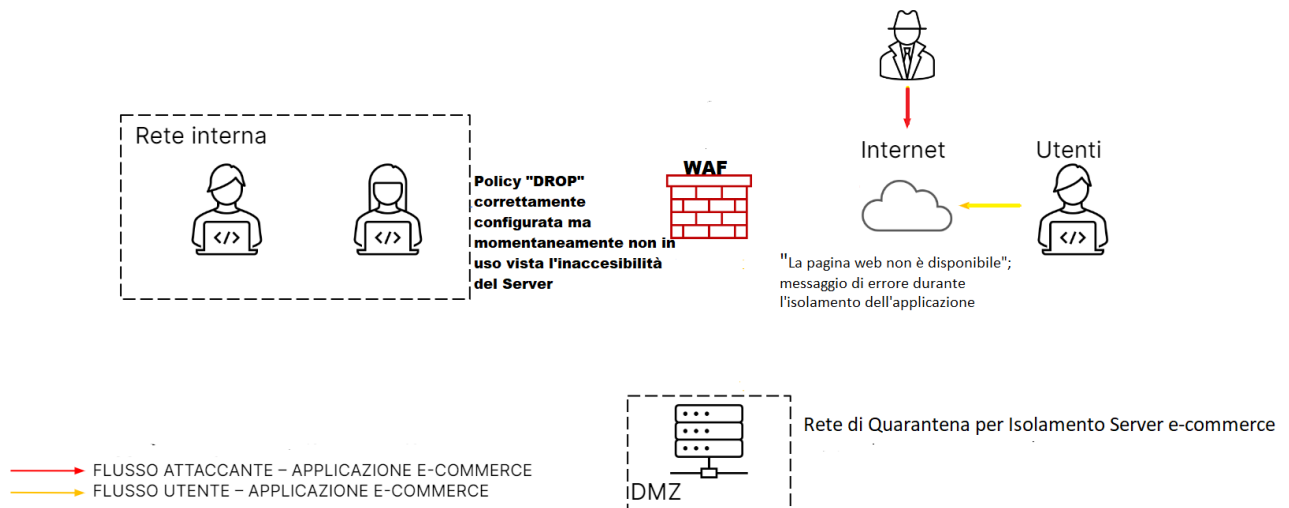 Rete interna
Policy "DROP"
correttamente
configurata ma
momentaneamente non in
uso vista l'inaccesibilità
del Server
WAF
Internet
Utenti
"La pagina web non è disponibile";
messaggio di errore durante
l'isolamento dell'applicazione
Rete di Quarantena per Isolamento Server e-commerce
DMZ
FLUSSO ATTACCANTE – APPLICAZIONE E-COMMERCE
FLUSSO UTENTE – APPLICAZIONE E-COMMERCE